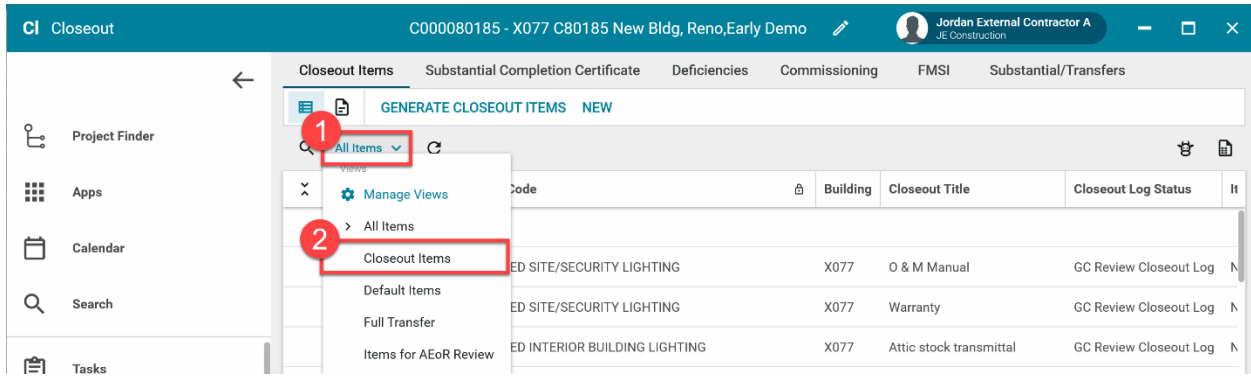 CI Closeout
C000080185 - X077 C80185 New Bldg, Reno,Early Demo
Jordan External Contractor A
JE Construction
Project Finder
Apps
Calendar
Search
Tasks
Closeout Items Substantial Completion Certificate Deficiencies Commissioning FMSI Substantial/Transfers
GENERATE CLOSEOUT ITEMS NEW
1
All Items
Views
Manage Views
All Items
2
Closeout Items
Default Items
Full Transfer
Items for AEoR Review
Code Building Closeout Title Closeout Log Status It
ED SITE/SECURITY LIGHTING X077 O & M Manual GC Review Closeout Log N
ED SITE/SECURITY LIGHTING X077 Warranty GC Review Closeout Log N
ED INTERIOR BUILDING LIGHTING X077 Attic stock transmittal GC Review Closeout Log N